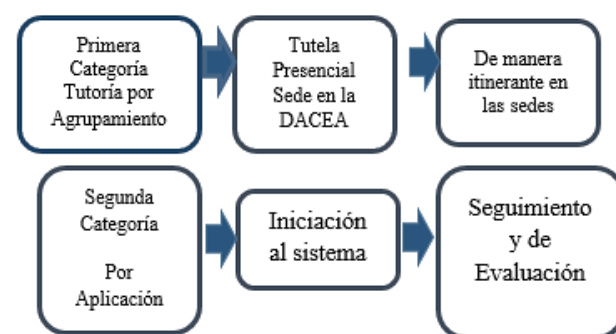 Primera
Categoría
Tutoría por
Agrupamiento
Tutela
Presencial
Sede en la
DACEA
De manera
itinerante en
las sedes
Segunda
Categoría
Por
Aplicación
Iniciación
al sistema
Seguimiento
y de
Evaluación